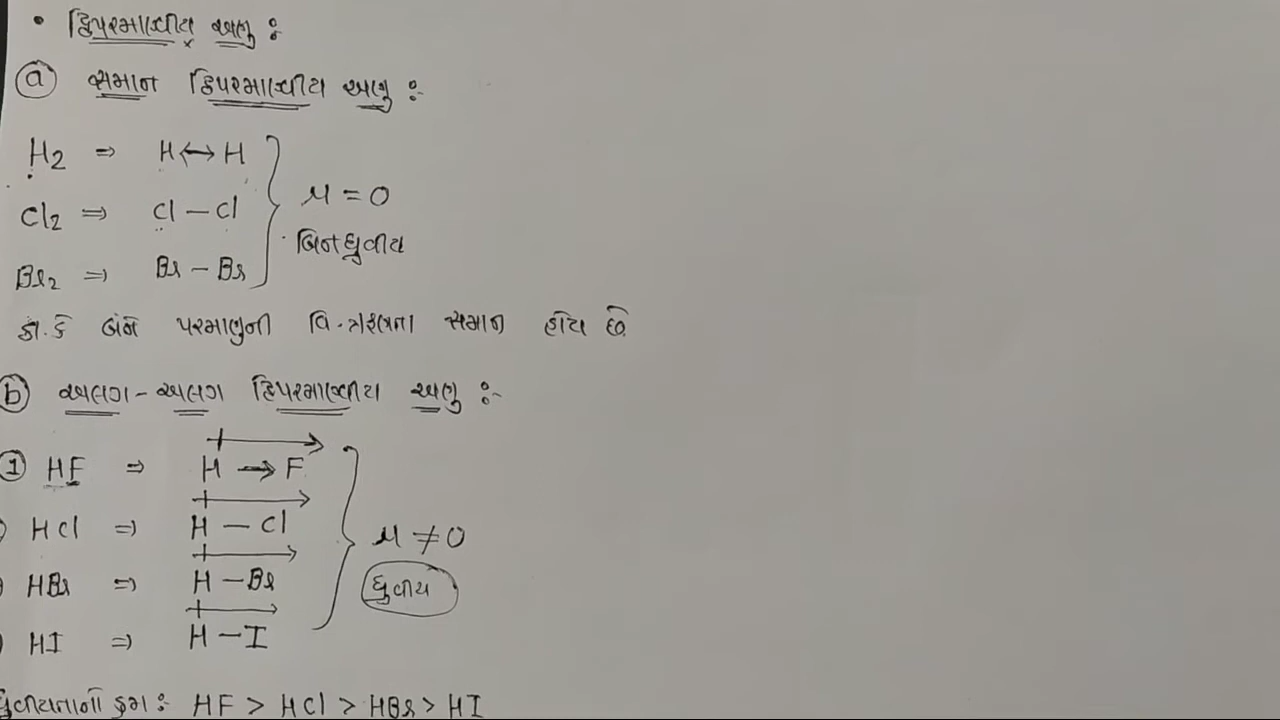 • દ્વિપરમાણ્વીય અણુ :
ⓐ સમાન દ્વિપરમાણ્વીય અણુ :-
H2 ⇒ H ↔ H
Cl2 ⇒ Cl — Cl
μ = 0
બિનધ્રુવીય
Br2 ⇒ Br — Br
કા.કે બંને પરમાણુની વિ.ઋણતા સમાન હોય છે
ⓑ અલગ - અલગ દ્વિપરમાણ્વીય અણુ :-
① HF ⇒ H → F
HCl ⇒ H — Cl
μ ≠ 0
HBr ⇒ H — Br
ધ્રુવીય
HI ⇒ H — I
ધ્રુવીયતાનો ક્રમ :- HF > HCl > HBr > HI